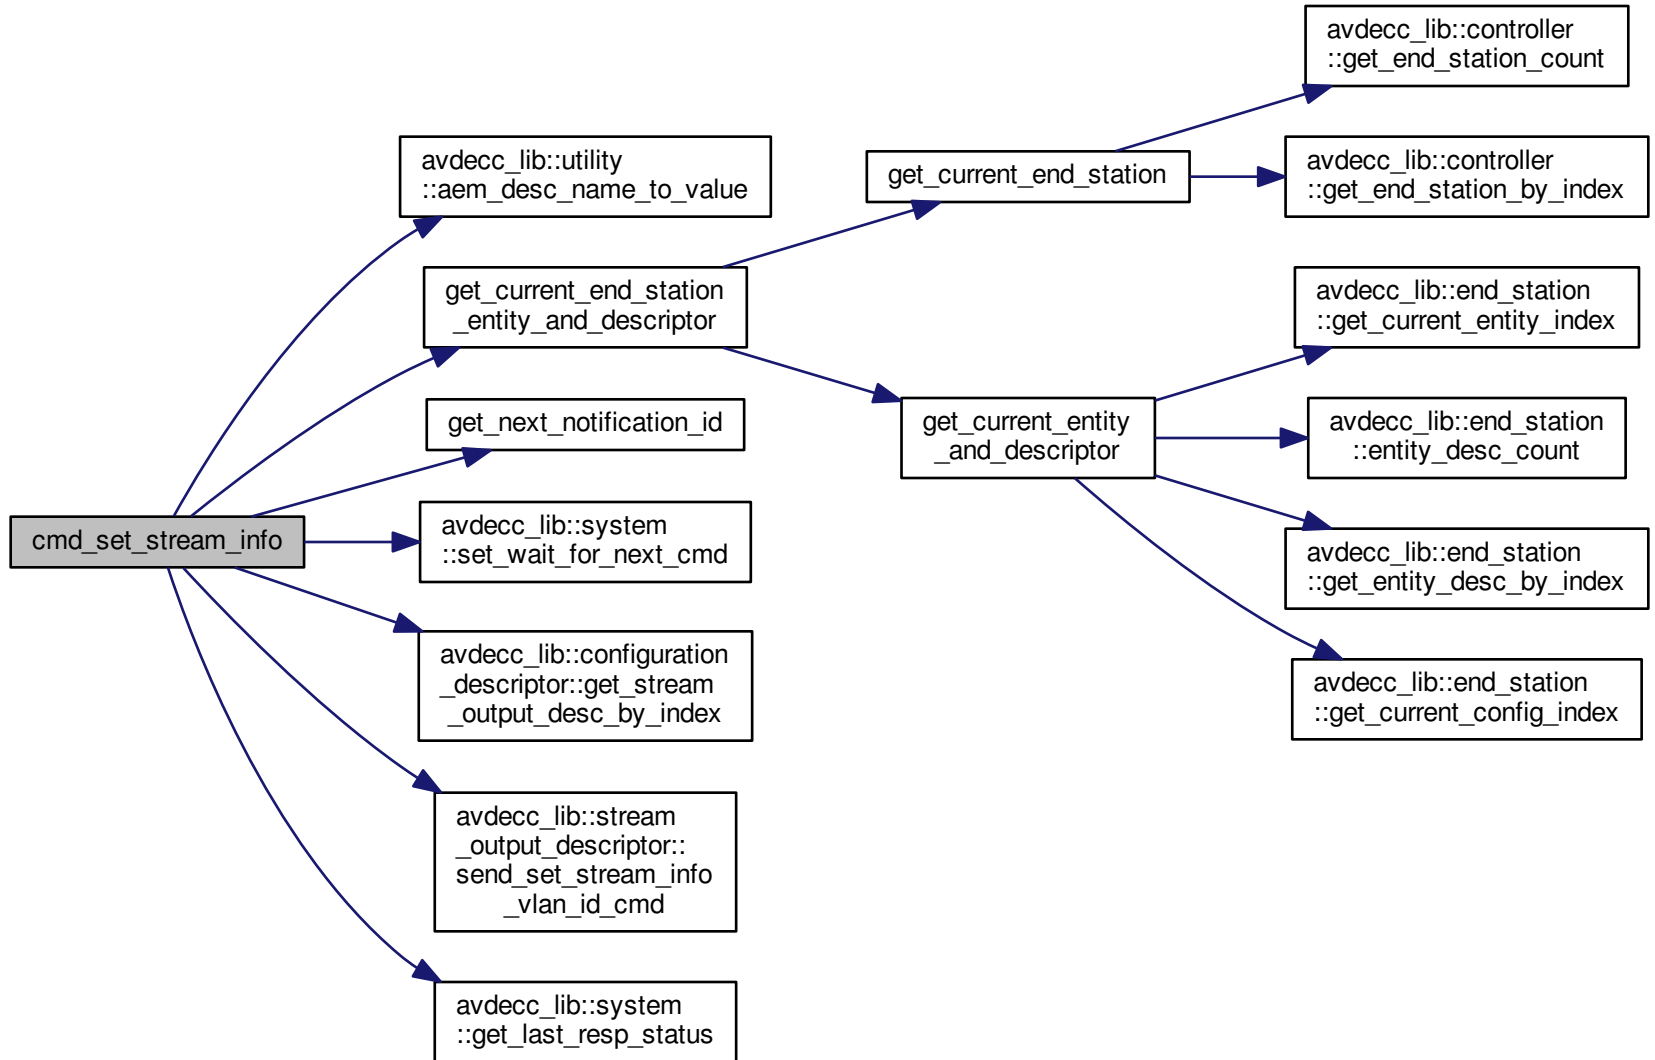 avdecc_lib::controller
::get_end_station_count
avdecc_lib::utility
::aem_desc_name_to_value
get_current_end_station
avdecc_lib::controller
::get_end_station_by_index
get_current_end_station
_entity_and_descriptor
avdecc_lib::end_station
::get_current_entity_index
get_next_notification_id
get_current_entity
_and_descriptor
avdecc_lib::end_station
::entity_desc_count
cmd_set_stream_info
avdecc_lib::system
::set_wait_for_next_cmd
avdecc_lib::end_station
::get_entity_desc_by_index
avdecc_lib::configuration
_descriptor::get_stream
_output_desc_by_index
avdecc_lib::end_station
::get_current_config_index
avdecc_lib::stream
_output_descriptor::
send_set_stream_info
_vlan_id_cmd
avdecc_lib::system
::get_last_resp_status